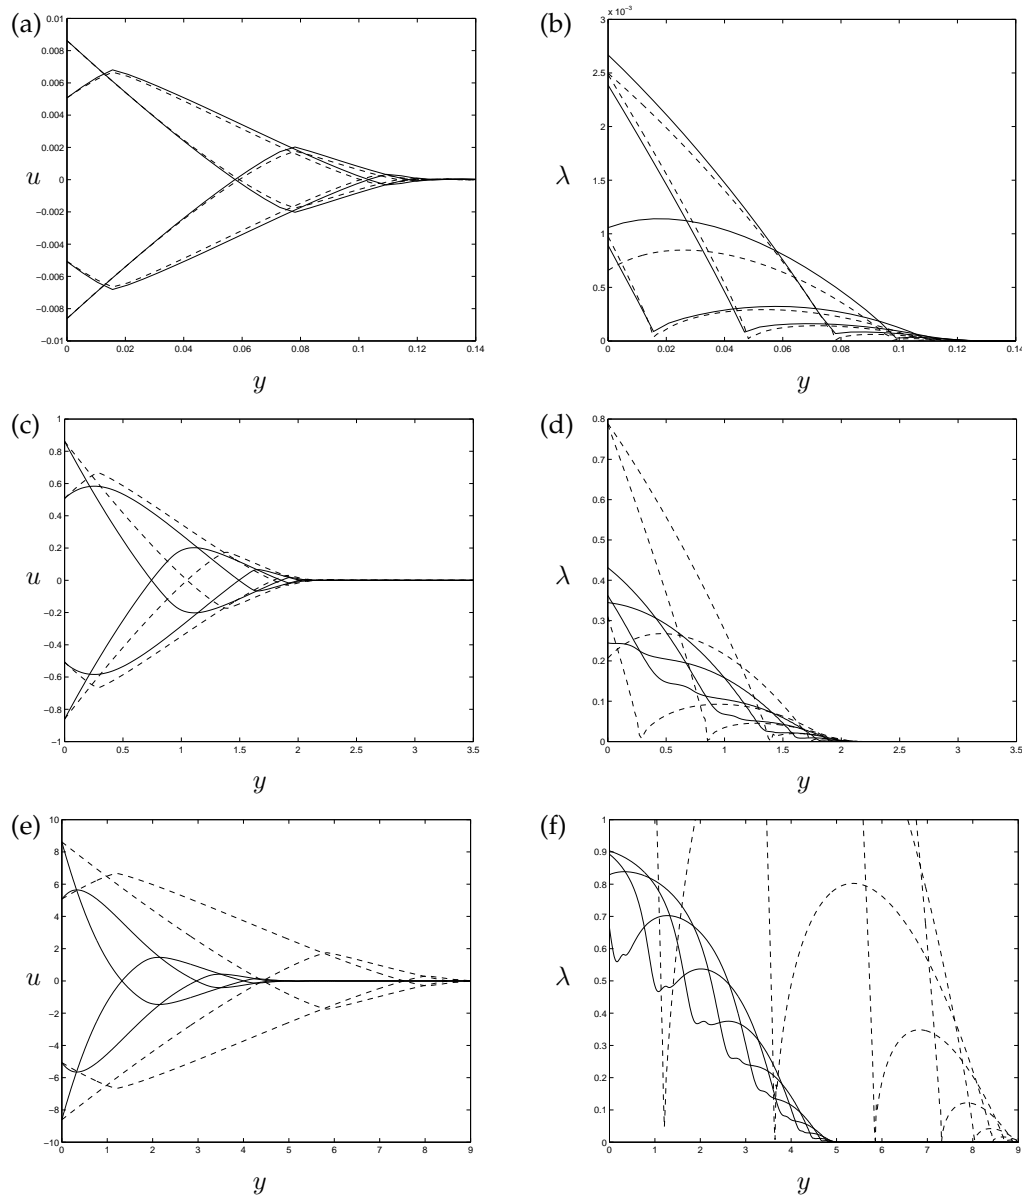 (a)
u
0.01
0.008
0.006
0.004
0.002
0
−0.002
−0.004
−0.006
−0.008
−0.01
0 0.02 0.04 0.06 0.08 0.1 0.12 0.14
y
(b)
λ
x 10⁻³
3
2.5
2
1.5
1
0.5
0
0 0.02 0.04 0.06 0.08 0.1 0.12 0.14
y
(c)
u
1
0.8
0.6
0.4
0.2
0
−0.2
−0.4
−0.6
−0.8
−1
0 0.5 1 1.5 2 2.5 3 3.5
y
(d)
λ
0.8
0.7
0.6
0.5
0.4
0.3
0.2
0.1
0
0 0.5 1 1.5 2 2.5 3 3.5
y
(e)
u
10
8
6
4
2
0
−2
−4
−6
−8
−10
0 1 2 3 4 5 6 7 8 9
y
(f)
λ
1
0.9
0.8
0.7
0.6
0.5
0.4
0.3
0.2
0.1
0
0 1 2 3 4 5 6 7 8 9
y